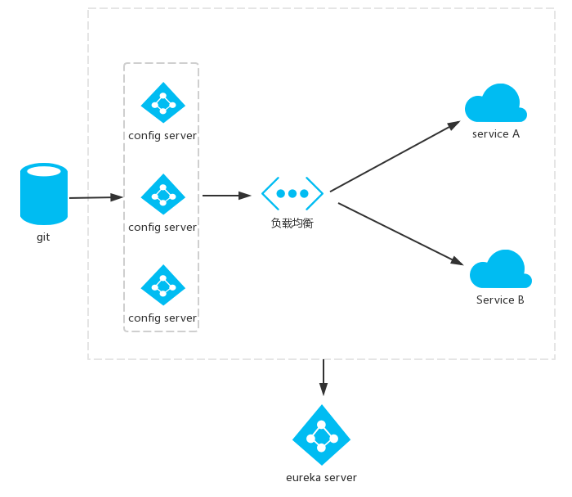 config server
service A
config server
git
负载均衡
config server
Service B
eureka server